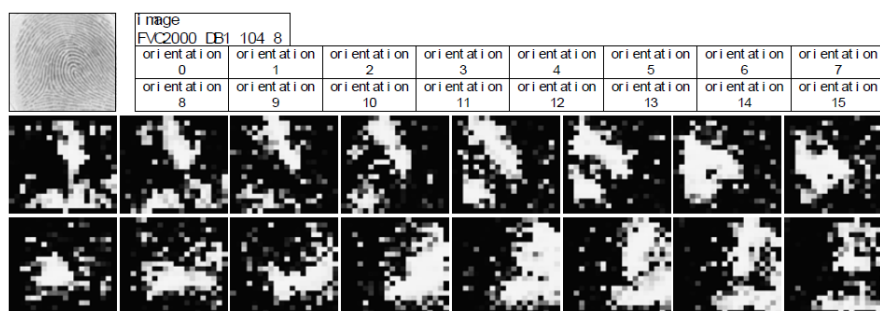 image
FVC2000 DB1 104 8
orientation 0 orientation 1 orientation 2 orientation 3 orientation 4 orientation 5 orientation 6 orientation 7
orientation 8 orientation 9 orientation 10 orientation 11 orientation 12 orientation 13 orientation 14 orientation 15